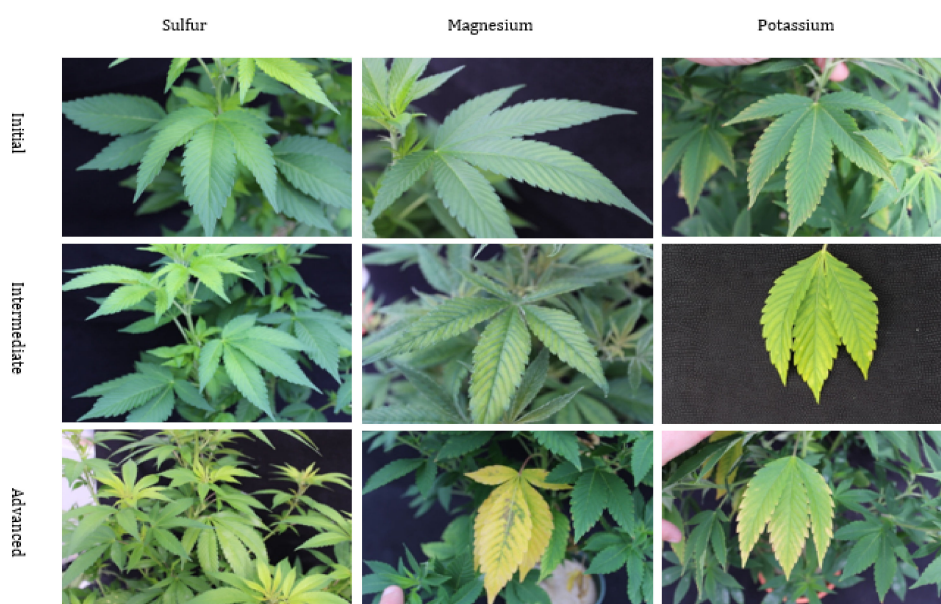 Sulfur
Magnesium
Potassium
Initial
Intermediate
Advanced